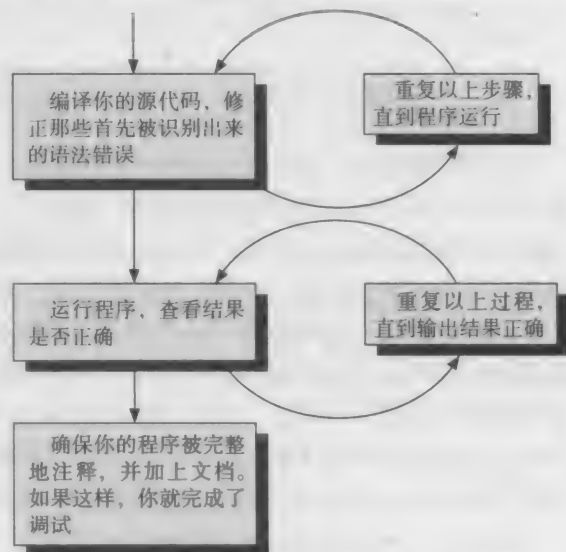 编译你的源代码，修
正那些首先被识别出来
的语法错误
重复以上步骤，
直到程序运行
运行程序，查看结果
是否正确
重复以上过程，
直到输出结果正确
确保你的程序被完整
地注释，并加上文档。
如果这样，你就完成了
调试